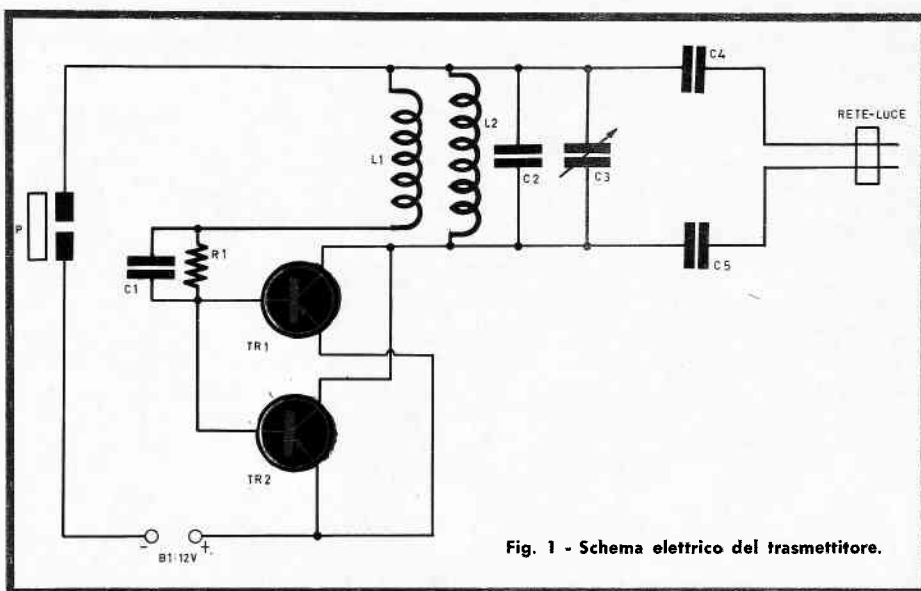 C4
RETE-LUCE
L1
L2
C2
C3
P
R1
C1
C5
TR1
TR2
- +
B1:12V
Fig. 1 - Schema elettrico del trasmettitore.